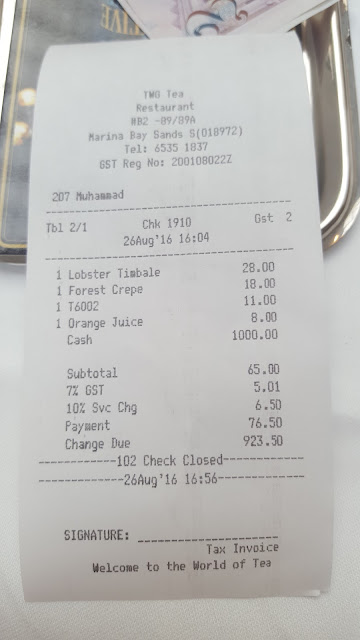 TWG Tea
Restaurant
#B2 -89/89A
Marina Bay Sands S(018972)
Tel: 6535 1837
GST Reg No: 200108022Z
207 Muhammad
Tbl 2/1 Chk 1910 Gst 2
26Aug'16 16:04
1 Lobster Timbale 28.00
1 Forest Crepe 18.00
1 T6002 11.00
1 Orange Juice 8.00
Cash 1000.00
Subtotal 65.00
7% GST 5.01
10% Svc Chg 6.50
Payment 76.50
Change Due 923.50
------------102 Check Closed------------
-------------26Aug'16 16:56-------------
SIGNATURE: ____________________
Tax Invoice
Welcome to the World of Tea